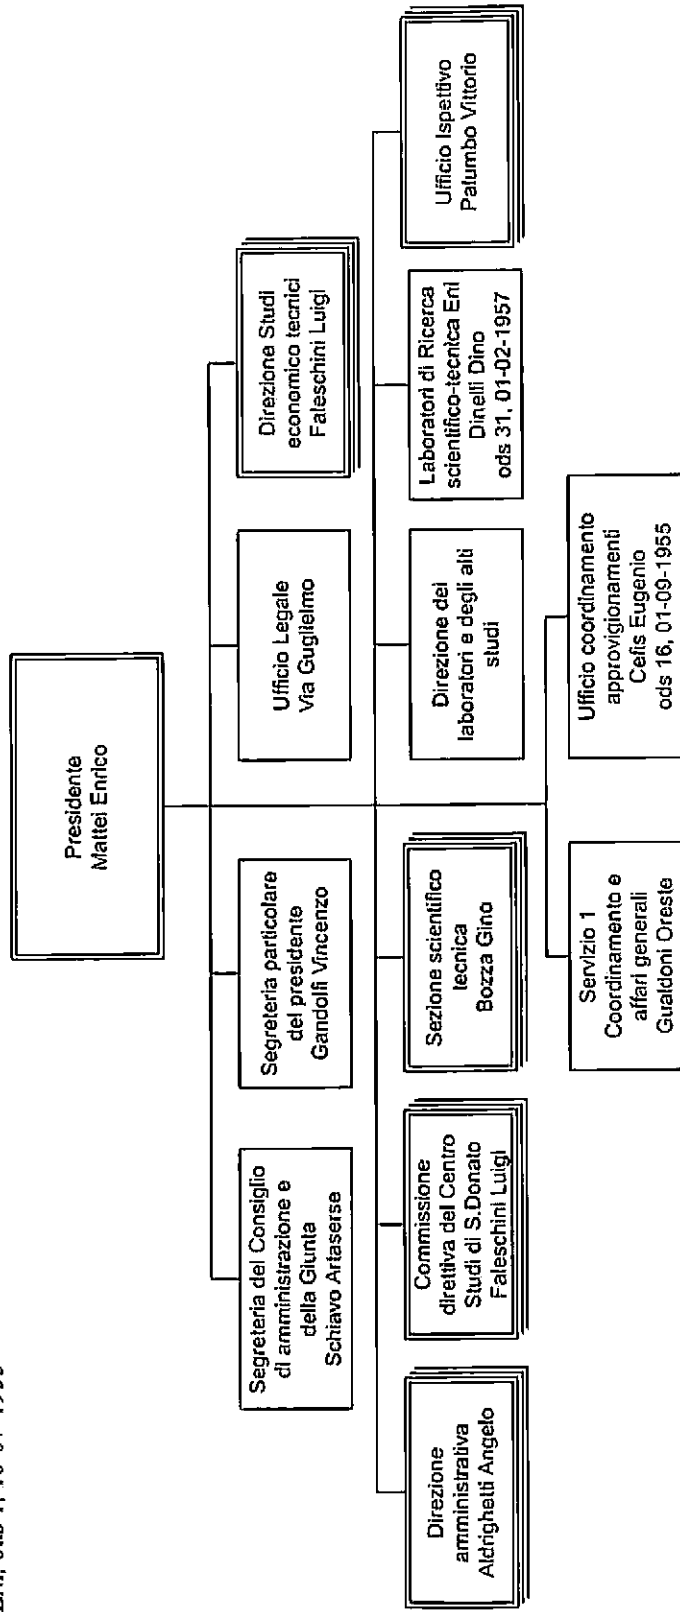 Presidente
Mattei Enrico
Segreteria del Consiglio
di amministrazione e
della Giunta
Schiavo Artaserse
Segreteria particolare
del presidente
Gandolfi Vincenzo
Ufficio Legale
Via Guglielmo
Direzione Studi
economico tecnici
Faleschini Luigi
Direzione
amministrativa
Aldrighetti Angelo
Commissione
direttiva del Centro
Studi di S.Donato
Faleschini Luigi
Sezione scientifico
tecnica
Bozza Gino
Direzione dei
laboratori e degli alti
studi
Laboratori di Ricerca
scientifico-tecnica Eni
Dinelli Dino
ods 31, 01-02-1957
Ufficio Ispettivo
Palumbo Vittorio
Servizio 1
Coordinamento e
affari generali
Gualdoni Oreste
Ufficio coordinamento
approvigionamenti
Cefis Eugenio
ods 16, 01-09-1955